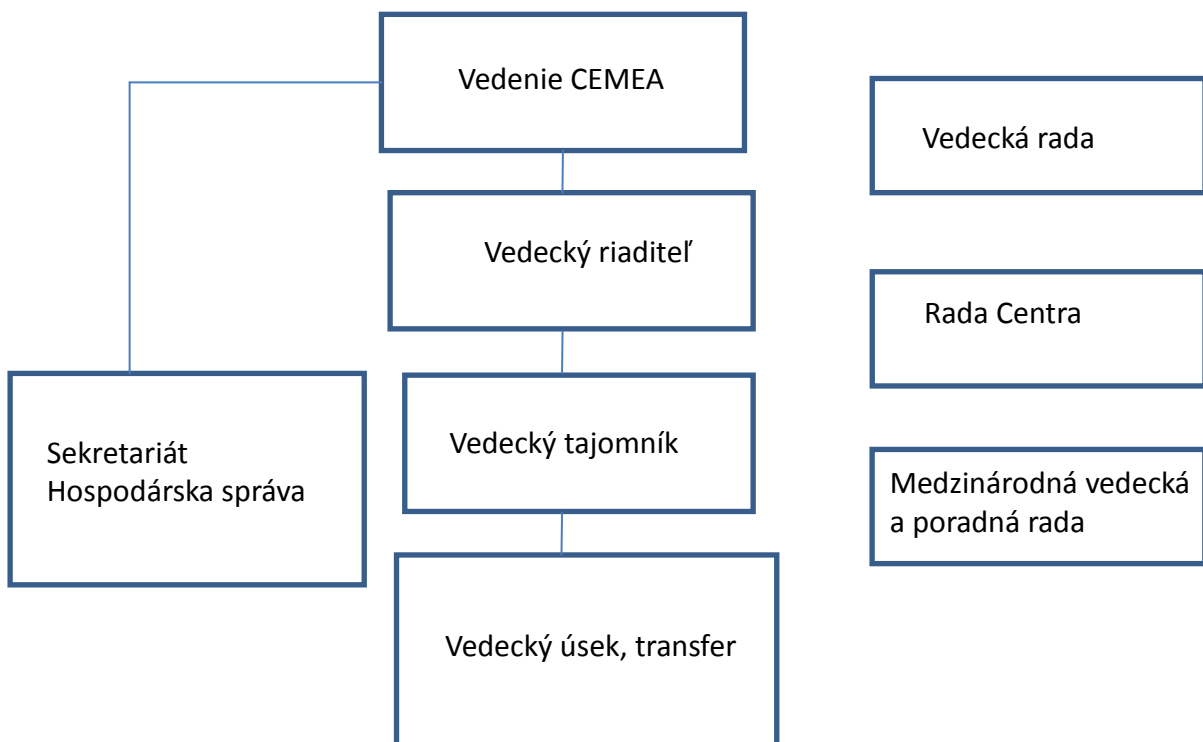 Vedenie CEMEA
Vedecký riaditeľ
Vedecký tajomník
Vedecký úsek, transfer
Sekretariát
Hospodárska správa
Vedecká rada
Rada Centra
Medzinárodná vedecká
a poradná rada